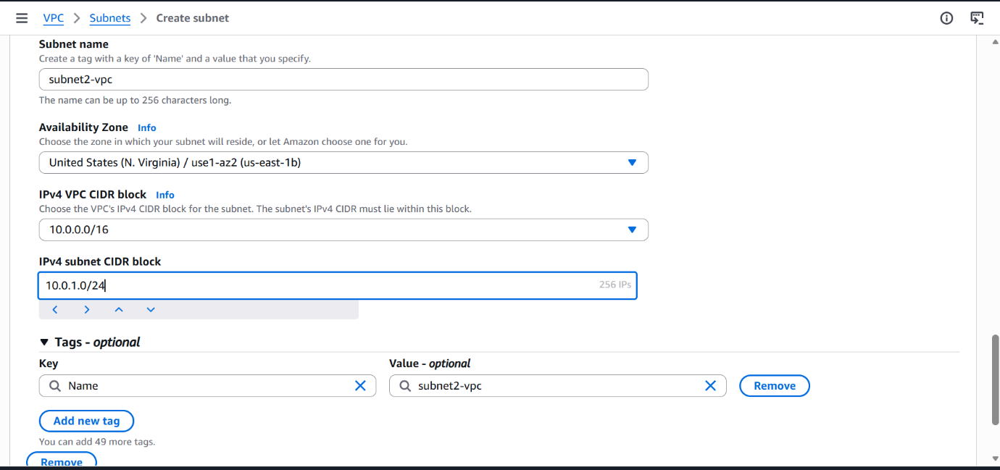 VPC > Subnets > Create subnet
Subnet name
Create a tag with a key of 'Name' and a value that you specify.
subnet2-vpc
The name can be up to 256 characters long.
Availability Zone Info
Choose the zone in which your subnet will reside, or let Amazon choose one for you.
United States (N. Virginia) / use1-az2 (us-east-1b)
IPv4 VPC CIDR block Info
Choose the VPC's IPv4 CIDR block for the subnet. The subnet's IPv4 CIDR must lie within this block.
10.0.0.0/16
IPv4 subnet CIDR block
10.0.1.0/24 256 IPs
Tags - optional
Key Value - optional
Name subnet2-vpc Remove
Add new tag
You can add 49 more tags.
Remove